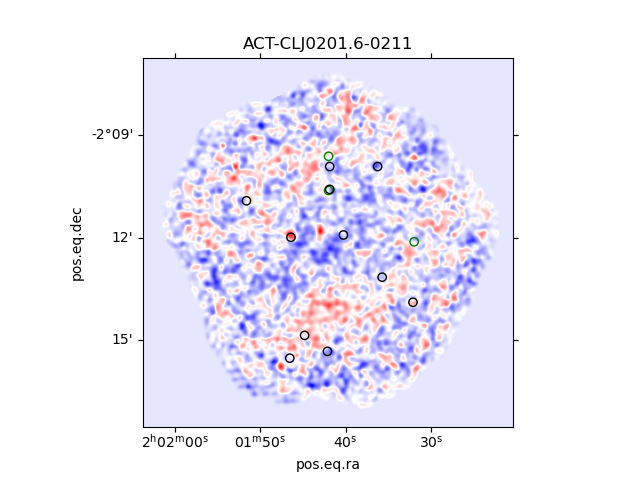 ACT-CLJ0201.6-0211
-2°09'
12'
15'
pos.eq.dec
2ʰ02ᵐ00ˢ 01ᵐ50ˢ 40ˢ 30ˢ
pos.eq.ra